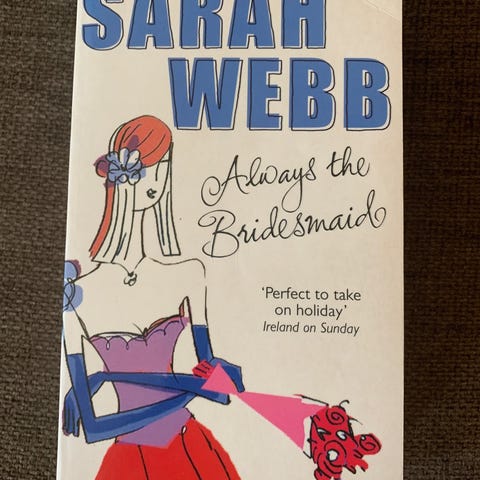 SARAH
WEBB
Always the
Bridesmaid
‘Perfect to take
on holiday’
Ireland on Sunday